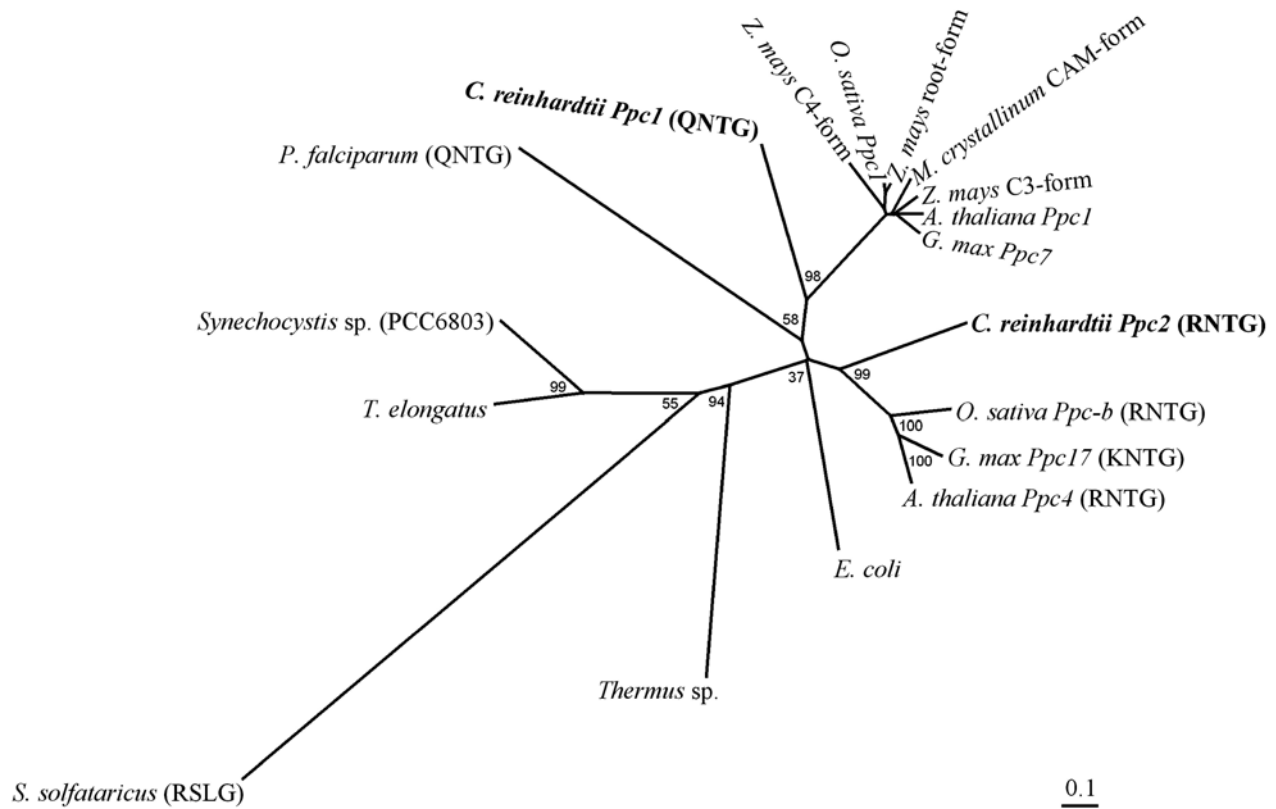 Z. mays C4-form
O. sativa Ppc1
Z. mays root-form
M. crystallinum CAM-form
Z. mays C3-form
A. thaliana Ppc1
G. max Ppc7
C. reinhardtii Ppc1 (QNTG)
P. falciparum (QNTG)
98
58
Synechocystis sp. (PCC6803)
C. reinhardtii Ppc2 (RNTG)
99
T. elongatus
99
55
94
37
O. sativa Ppc-b (RNTG)
100
G. max Ppc17 (KNTG)
100
A. thaliana Ppc4 (RNTG)
E. coli
Thermus sp.
S. solfataricus (RSLG)
0.1